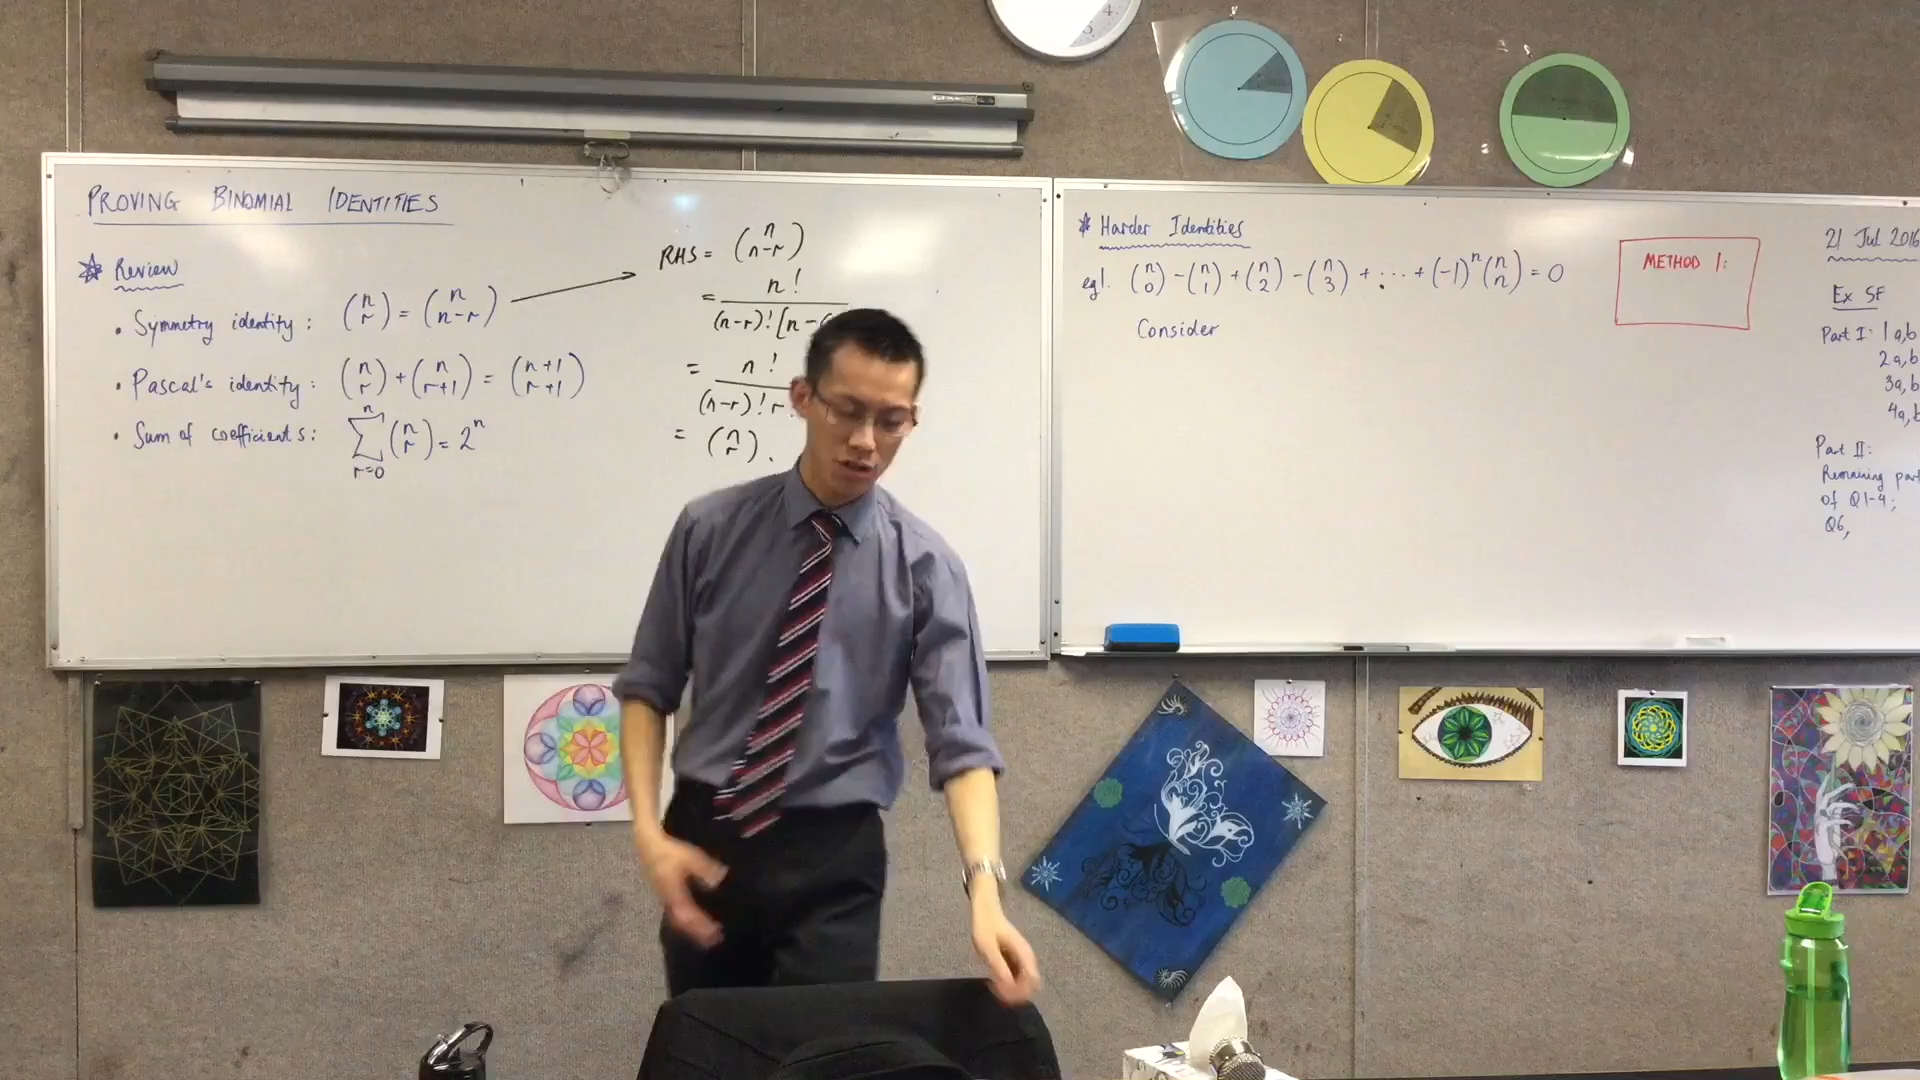 PROVING BINOMIAL IDENTITIES
* Review
• Symmetry identity: (n r) = (n n-r)
• Pascal's identity: (n r) + (n r+1) = (n+1 r+1)
• Sum of coefficients: ∑_{r=0}^{n} (n r) = 2^n
RHS = (n n-r)
= n! / (n-r)! [n-(
= n! / (n-r)! r
= (n r).
* Harder Identities
eg1. (n 0) - (n 1) + (n 2) - (n 3) + ... + (-1)^n (n n) = 0
Consider
METHOD 1:
21 Jul 2016
Ex 5F
Part I: 1a,b
2a,b
3a,b
4a,b
Part II:
Remaining part
of Q1-4;
Q6,